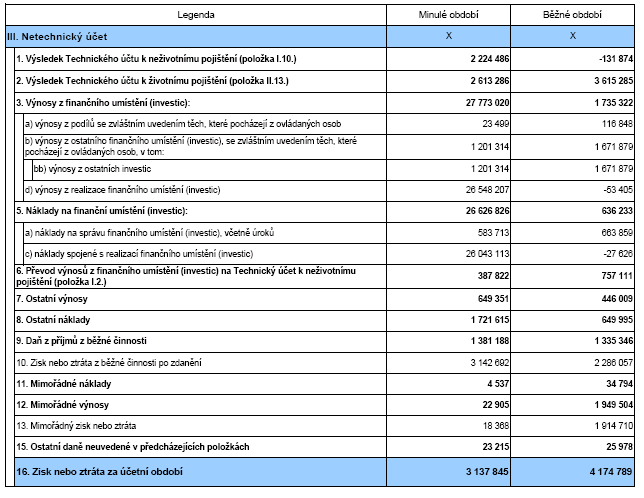 Legenda Minulé období Běžné období
III. Netechnický účet X X
1. Výsledek Technického účtu k neživotnímu pojištění (položka I.10.) 2 224 486 -131 874
2. Výsledek Technického účtu k životnímu pojištění (položka II.13.) 2 613 286 3 615 285
3. Výnosy z finančního umístění (investic): 27 773 020 1 735 322
a) výnosy z podílů se zvláštním uvedením těch, které pocházejí z ovládaných osob 23 499 116 848
b) výnosy z ostatního finančního umístění (investic), se zvláštním uvedením těch, které
pocházejí z ovládaných osob, v tom: 1 201 314 1 671 879
bb) výnosy z ostatních investic 1 201 314 1 671 879
d) výnosy z realizace finančního umístění (investic) 26 548 207 -53 405
5. Náklady na finanční umístění (investic): 26 626 826 636 233
a) náklady na správu finančního umístění (investic), včetně úroků 583 713 663 859
c) náklady spojené s realizací finančního umístění (investic) 26 043 113 -27 626
6. Převod výnosů z finančního umístění (investic) na Technický účet k neživotnímu
pojištění (položka I.2.) 387 822 757 111
7. Ostatní výnosy 649 351 446 009
8. Ostatní náklady 1 721 615 649 995
9. Daň z příjmů z běžné činnosti 1 381 188 1 335 346
10. Zisk nebo ztráta z běžné činnosti po zdanění 3 142 692 2 286 057
11. Mimořádné náklady 4 537 34 794
12. Mimořádné výnosy 22 905 1 949 504
13. Mimořádný zisk nebo ztráta 18 368 1 914 710
15. Ostatní daně neuvedené v předcházejících položkách 23 215 25 978
16. Zisk nebo ztráta za účetní období 3 137 845 4 174 789